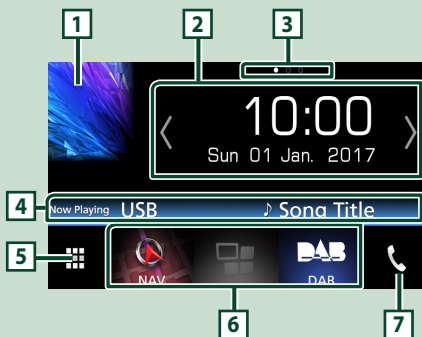 1 2 3
10:00
Sun 01 Jan. 2017
4 Now Playing USB ♪ Song Title
5 DAB
NAV DAB
6 7